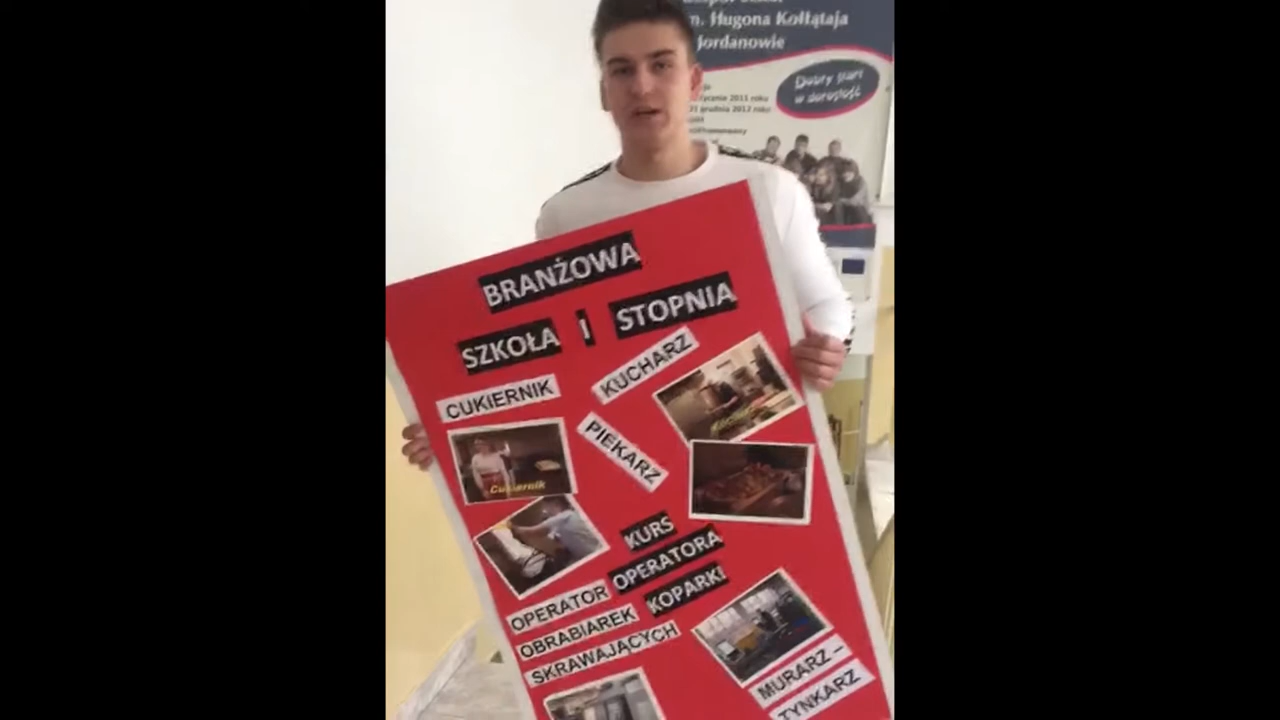 m. Hugona Kołłątaja
Jordanowie
Dobry start
w dorosłość
BRANŻOWA
SZKOŁA I STOPNIA
CUKIERNIK
KUCHARZ
PIEKARZ
Cukiernik
KURS
OPERATORA
KOPARKI
OPERATOR
OBRABIAREK
SKRAWAJĄCYCH
MURARZ –
TYNKARZ